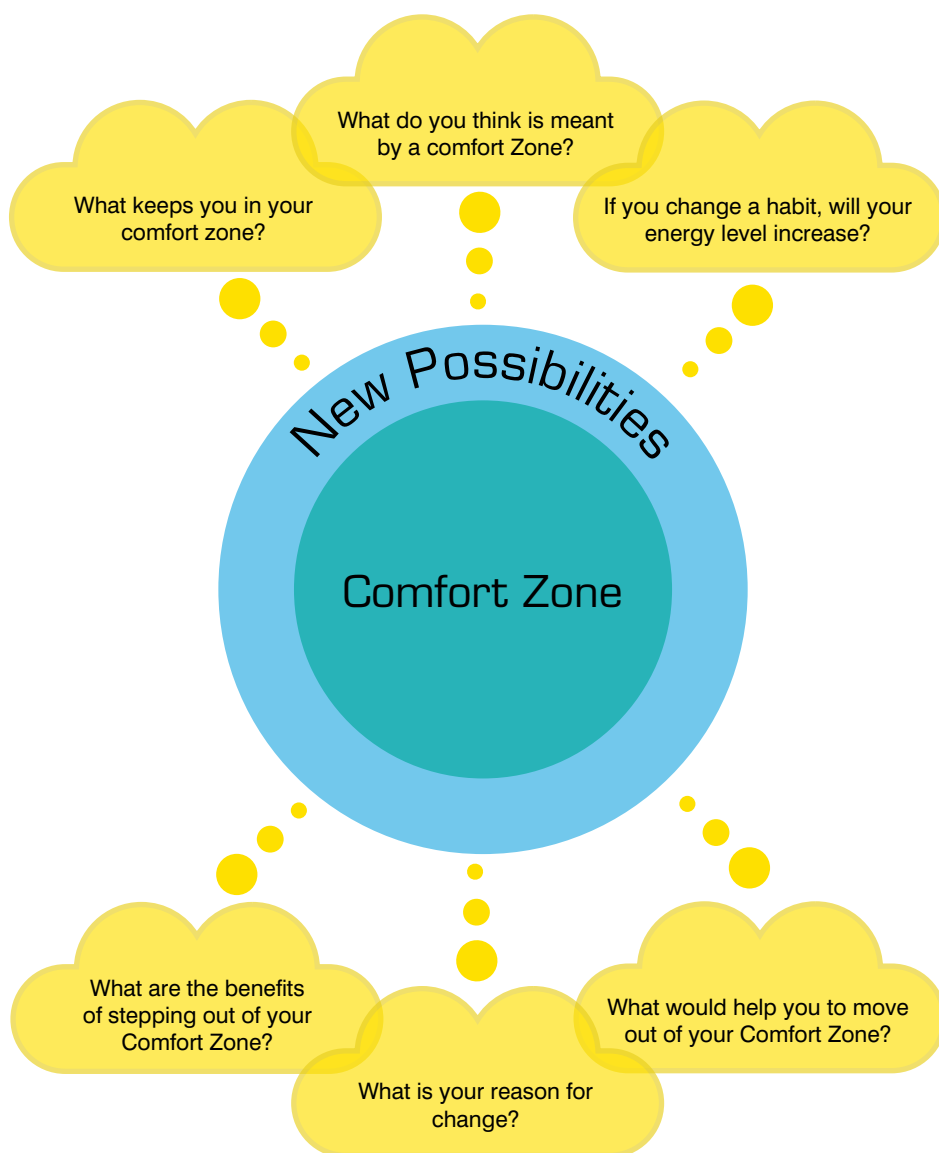 What do you think is meant
by a comfort Zone?
What keeps you in your
comfort zone?
If you change a habit, will your
energy level increase?
New Possibilities
Comfort Zone
What are the benefits
of stepping out of your
Comfort Zone?
What would help you to move
out of your Comfort Zone?
What is your reason for
change?